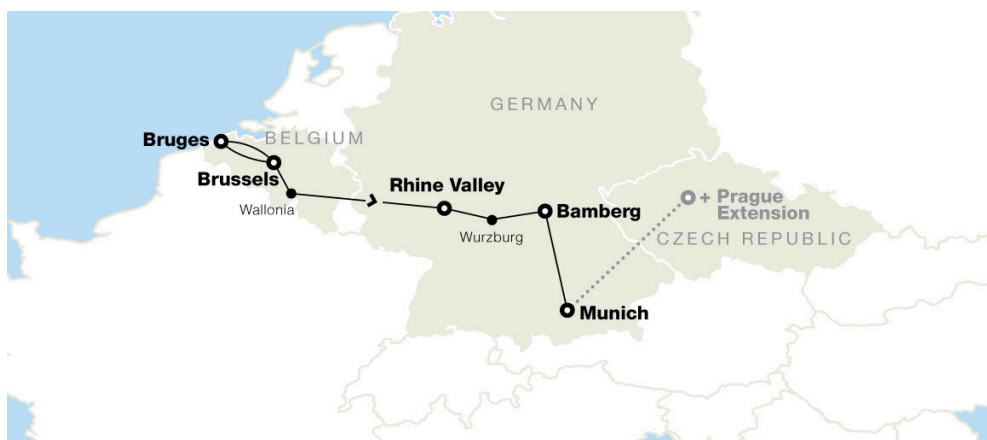 GERMANY
Bruges
BELGIUM
Brussels
Wallonia
Rhine Valley
Wurzburg
Bamberg
+ Prague
Extension
CZECH REPUBLIC
Munich